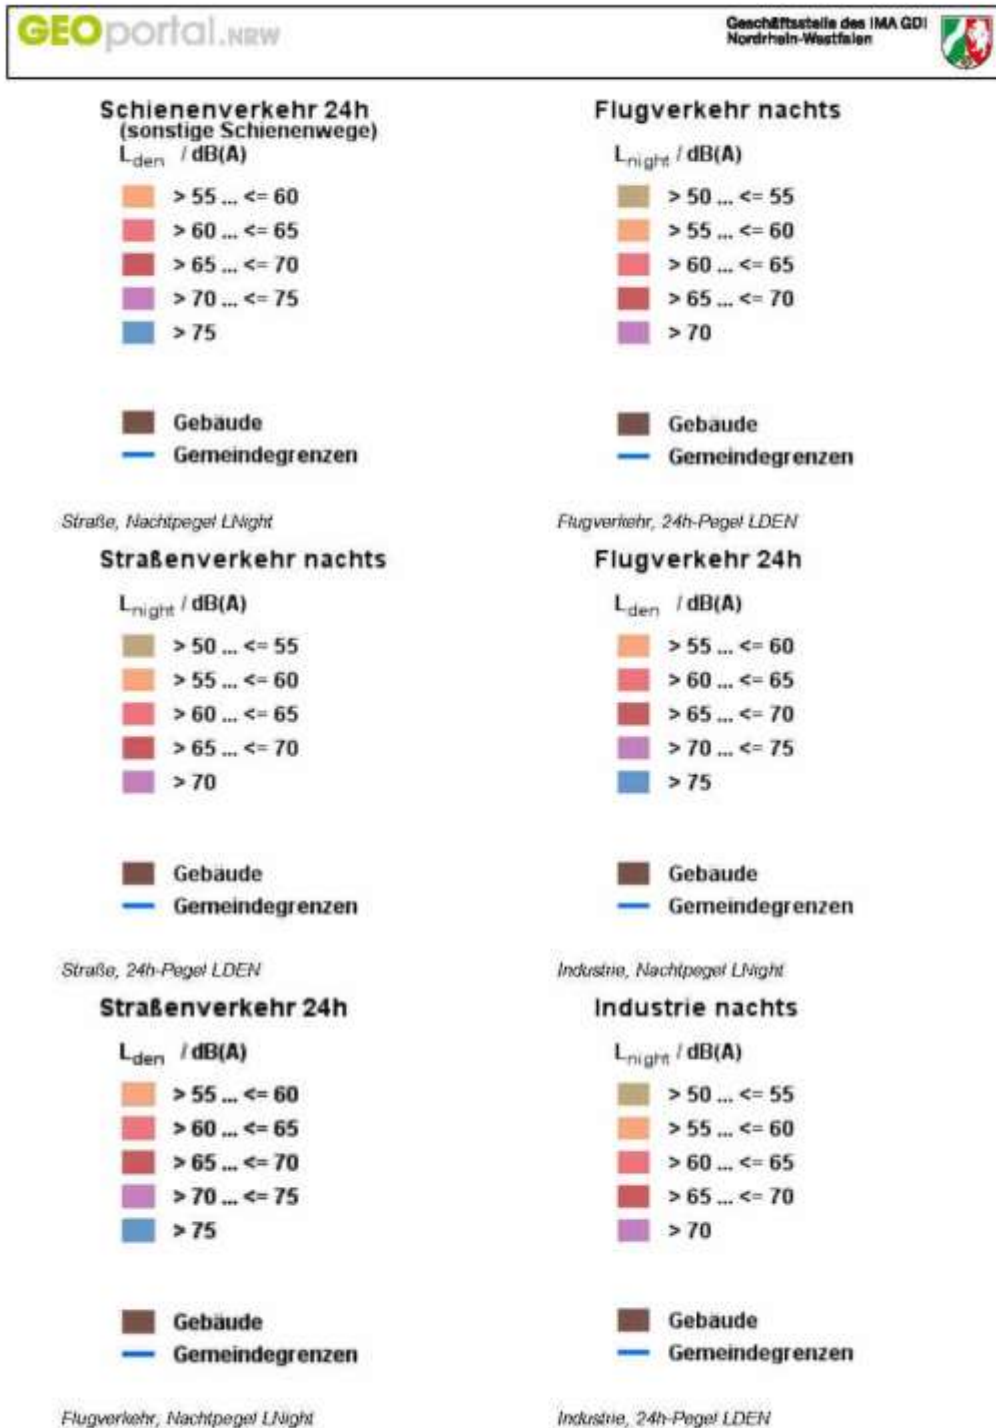 GEOportal.NRW
Geschäftsstelle des IMA GDI
Nordrhein-Westfalen
Schienenverkehr 24h
(sonstige Schienenwege)
Lden / dB(A)
> 55 ... <= 60
> 60 ... <= 65
> 65 ... <= 70
> 70 ... <= 75
> 75
Gebäude
Gemeindegrenzen
Straße, Nachtpegel LNight
Straßenverkehr nachts
Lnight / dB(A)
> 50 ... <= 55
> 55 ... <= 60
> 60 ... <= 65
> 65 ... <= 70
> 70
Gebäude
Gemeindegrenzen
Straße, 24h-Pegel LDEN
Straßenverkehr 24h
Lden / dB(A)
> 55 ... <= 60
> 60 ... <= 65
> 65 ... <= 70
> 70 ... <= 75
> 75
Gebäude
Gemeindegrenzen
Flugverkehr, Nachtpegel LNight
Flugverkehr nachts
Lnight / dB(A)
> 50 ... <= 55
> 55 ... <= 60
> 60 ... <= 65
> 65 ... <= 70
> 70
Gebäude
Gemeindegrenzen
Flugverkehr, 24h-Pegel LDEN
Flugverkehr 24h
Lden / dB(A)
> 55 ... <= 60
> 60 ... <= 65
> 65 ... <= 70
> 70 ... <= 75
> 75
Gebäude
Gemeindegrenzen
Industrie, Nachtpegel LNight
Industrie nachts
Lnight / dB(A)
> 50 ... <= 55
> 55 ... <= 60
> 60 ... <= 65
> 65 ... <= 70
> 70
Gebäude
Gemeindegrenzen
Industrie, 24h-Pegel LDEN